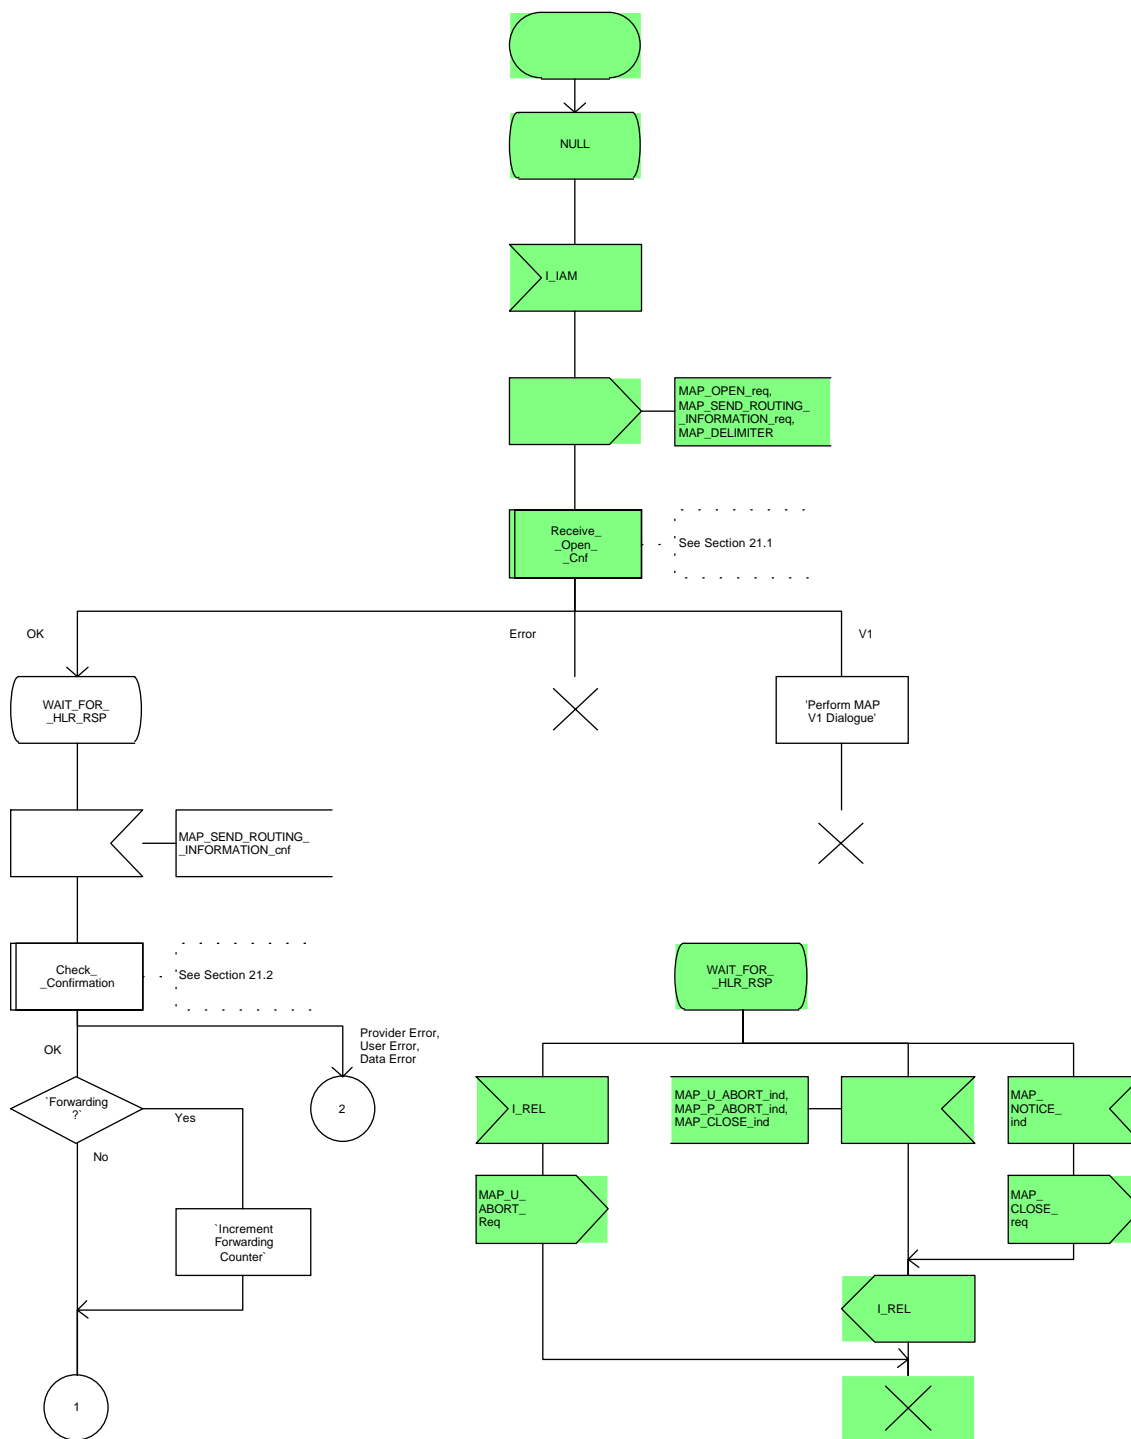 NULL
I_IAM
MAP_OPEN_req,
MAP_SEND_ROUTING_
_INFORMATION_req,
MAP_DELIMITER
Receive_
_Open_
_Cnf
See Section 21.1
OK
Error
V1
WAIT_FOR_
_HLR_RSP
'Perform MAP
V1 Dialogue'
MAP_SEND_ROUTING_
_INFORMATION_cnf
Check_
_Confirmation
See Section 21.2
OK
Provider Error,
User Error,
Data Error
`Forwarding
?`
Yes
No
2
`Increment
Forwarding
Counter`
1
WAIT_FOR_
_HLR_RSP
I_REL
MAP_U_ABORT_ind,
MAP_P_ABORT_ind,
MAP_CLOSE_ind
MAP_
NOTICE_
ind
MAP_U_
ABORT_
Req
MAP_
CLOSE_
req
I_REL